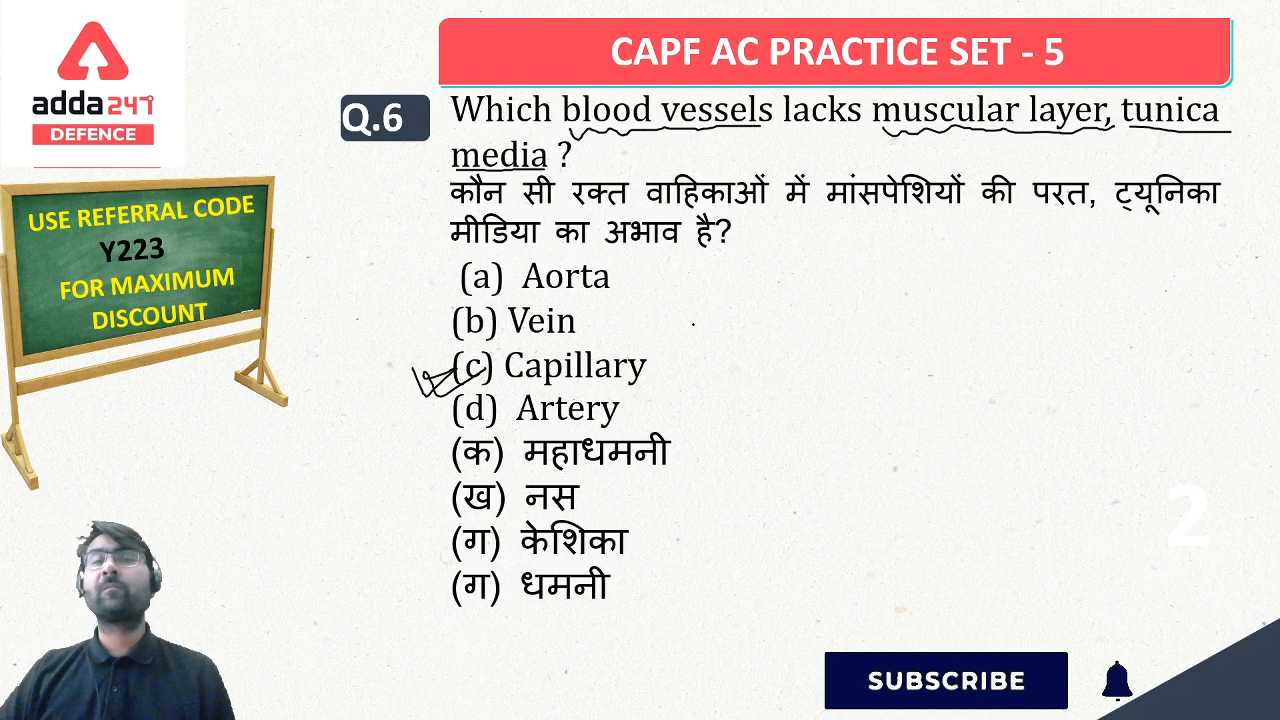 adda247
DEFENCE
CAPF AC PRACTICE SET - 5
USE REFERRAL CODE
Y223
FOR MAXIMUM
DISCOUNT
Q.6
Which blood vessels lacks muscular layer, tunica
media ?
कौन सी रक्त वाहिकाओं में मांसपेशियों की परत, ट्यूनिका
मीडिया का अभाव है?
(a) Aorta
(b) Vein
(c) Capillary
(d) Artery
(क) महाधमनी
(ख) नस
(ग) केशिका
(ग) धमनी
2
SUBSCRIBE